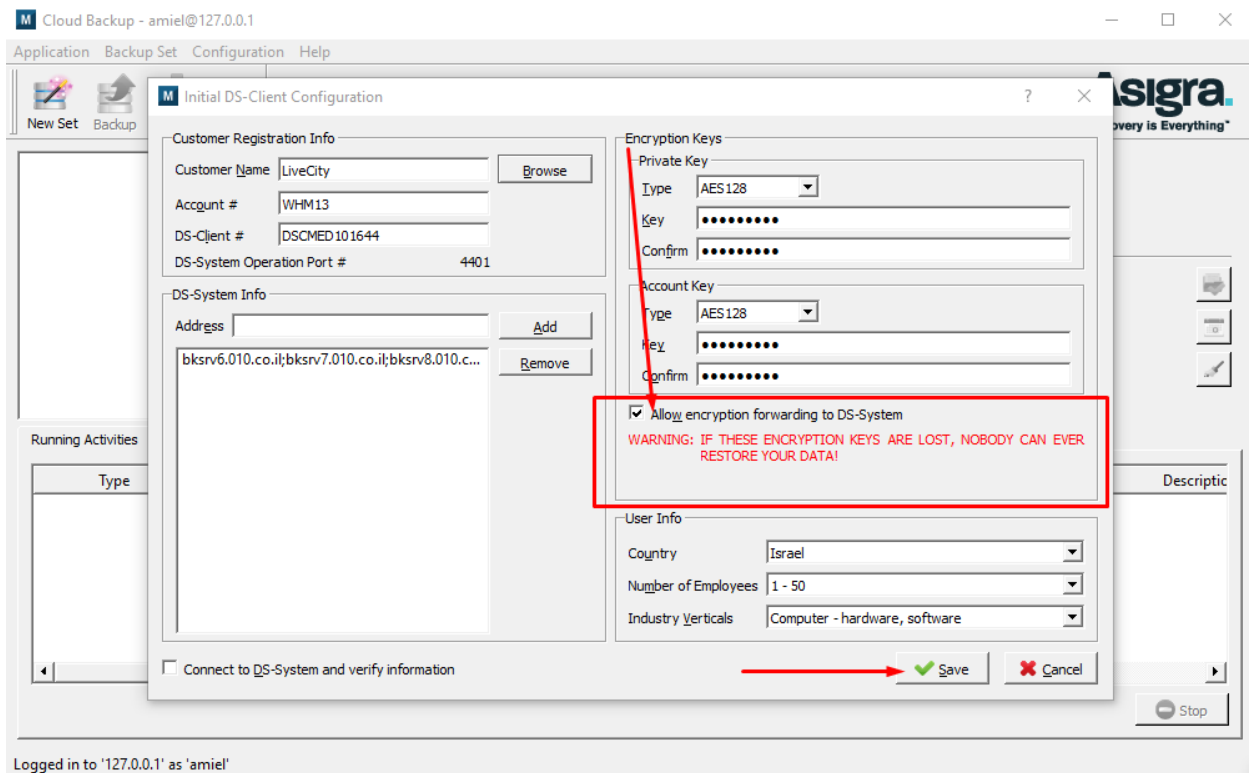 M Cloud Backup - amiel@127.0.0.1
Application Backup Set Configuration Help
New Set Backup
Asigra.
overy is Everything
M Initial DS-Client Configuration ?
Customer Registration Info
Customer Name LiveCity Browse
Account # WHM13
DS-Client # DSCMED101644
DS-System Operation Port # 4401
DS-System Info
Address Add
bksrv6.010.co.il;bksrv7.010.co.il;bksrv8.010.c... Remove
Connect to DS-System and verify information
Encryption Keys
Private Key
Type AES128
Key •••••••••
Confirm •••••••••
Account Key
Type AES128
Key •••••••••
Confirm •••••••••
Allow encryption forwarding to DS-System
WARNING: IF THESE ENCRYPTION KEYS ARE LOST, NOBODY CAN EVER
RESTORE YOUR DATA!
User Info
Country Israel
Number of Employees 1 - 50
Industry Verticals Computer - hardware, software
Save Cancel
Running Activities
Type Descriptic
Stop
Logged in to '127.0.0.1' as 'amiel'